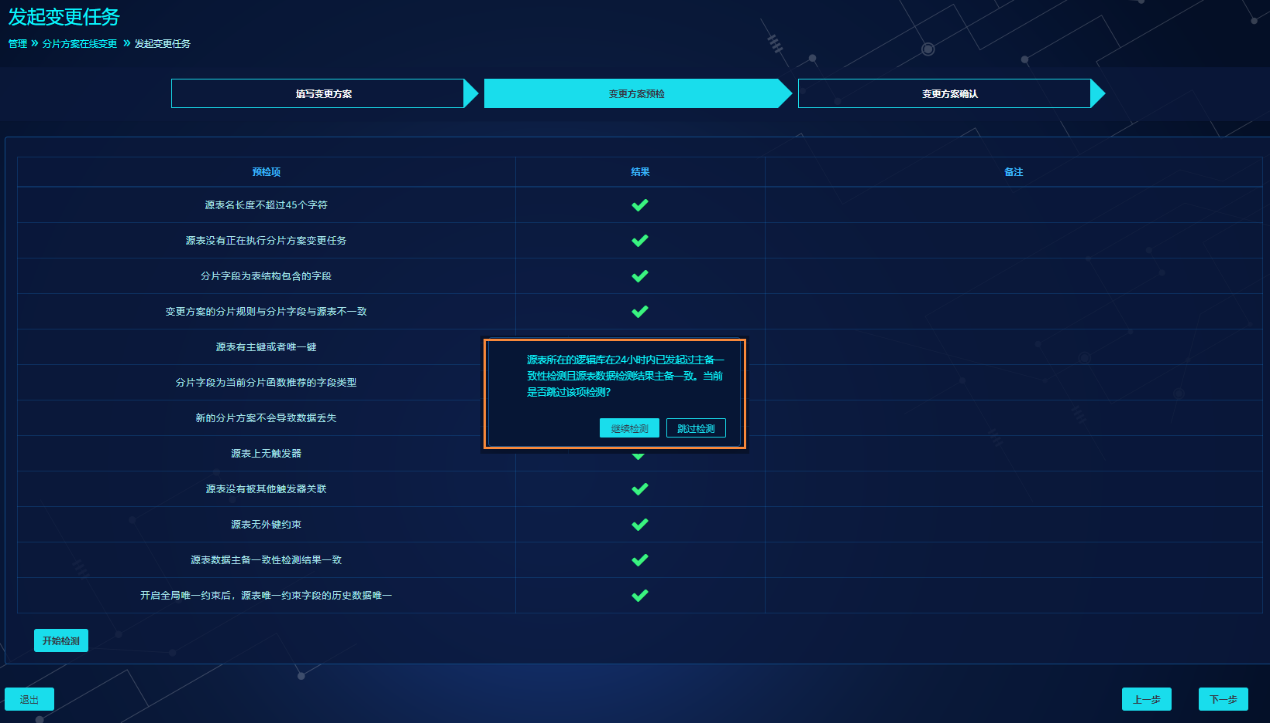 发起变更任务
管理 » 分片方案在线变更 » 发起变更任务
填写变更方案
变更方案预检
变更方案确认
预检项 结果 备注
源表名长度不超过45个字符
源表没有正在执行分片方案变更任务
分片字段为表结构包含的字段
变更方案的分片规则与分片字段与源表不一致
源表有主键或者唯一键
分片字段为当前分片函数推荐的字段类型
新的分片方案不会导致数据丢失
源表上无触发器
源表没有被其他触发器关联
源表无外键约束
源表数据主备一致性检测结果一致
开启全局唯一约束后，源表唯一约束字段的历史数据唯一
源表所在的逻辑库在24小时内已发起过主备一
致性检测且源表数据检测结果主备一致。当前
是否跳过该项检测?
继续检测 跳过检测
开始检测
退出 上一步 下一步